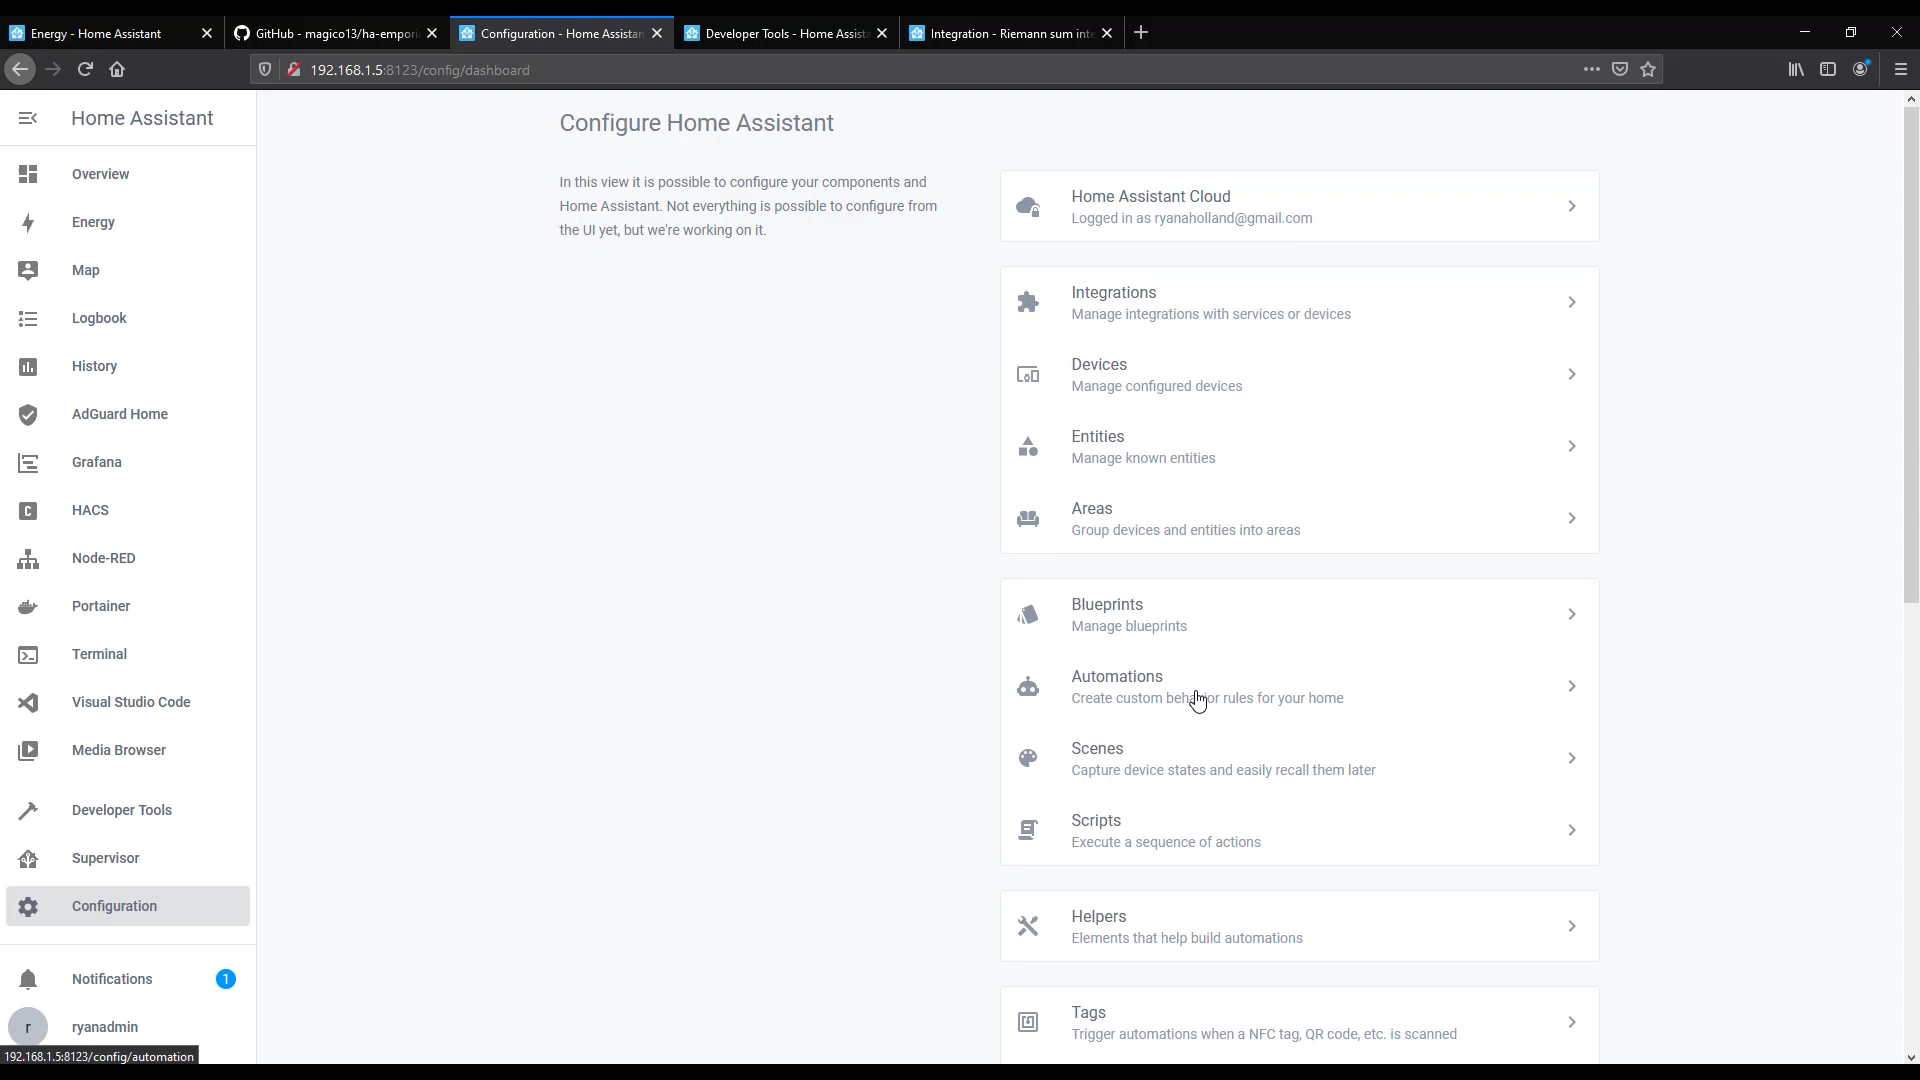 Energy - Home Assistant
GitHub - magico13/ha-empori
Configuration - Home Assistan
Developer Tools - Home Assista
Integration - Riemann sum inte
192.168.1.5:8123/config/dashboard
Home Assistant
Overview
Energy
Map
Logbook
History
AdGuard Home
Grafana
HACS
Node-RED
Portainer
Terminal
Visual Studio Code
Media Browser
Developer Tools
Supervisor
Configuration
Notifications
1
r
ryanadmin
192.168.1.5:8123/config/automation
Configure Home Assistant
In this view it is possible to configure your components and
Home Assistant. Not everything is possible to configure from
the UI yet, but we're working on it.
Home Assistant Cloud
Logged in as ryanaholland@gmail.com
Integrations
Manage integrations with services or devices
Devices
Manage configured devices
Entities
Manage known entities
Areas
Group devices and entities into areas
Blueprints
Manage blueprints
Automations
Create custom behavior rules for your home
Scenes
Capture device states and easily recall them later
Scripts
Execute a sequence of actions
Helpers
Elements that help build automations
Tags
Trigger automations when a NFC tag, QR code, etc. is scanned